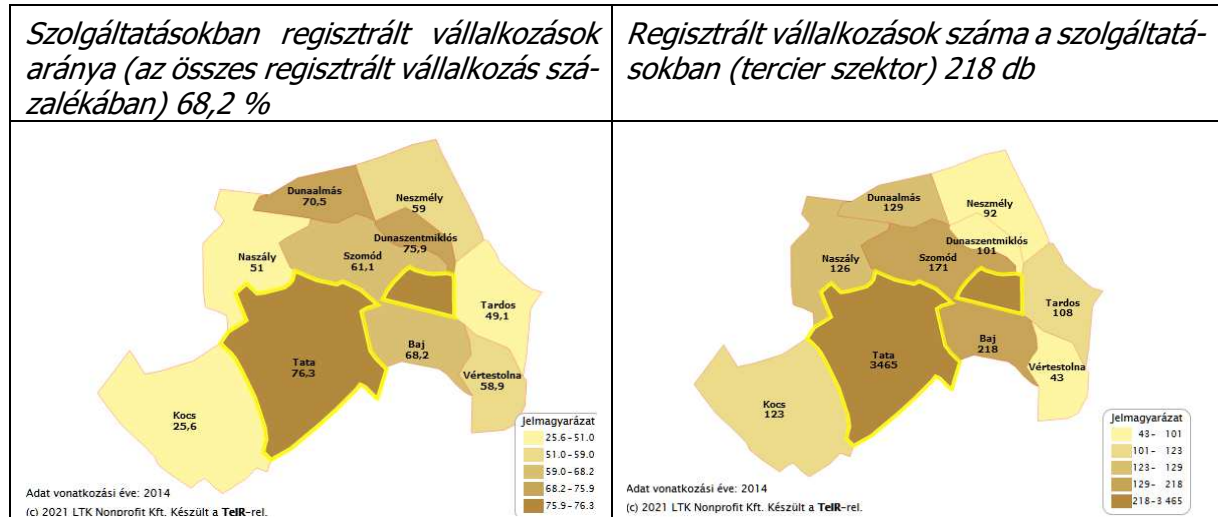 Szolgáltatásokban regisztrált vállalkozások
aránya (az összes regisztrált vállalkozás szá-
zalékában) 68,2 %
Regisztrált vállalkozások száma a szolgáltatá-
sokban (tercier szektor) 218 db
Dunaalmás
70,5
Neszmély
59
Dunaszentmiklós
75,9
Naszály
51
Szomód
61,1
Tardos
49,1
Baj
68,2
Tata
76,3
Vértestolna
58,9
Kocs
25,6
Jelmagyarázat
25.6-51.0
51.0-59.0
59.0-68.2
68.2-75.9
75.9-76.3
Adat vonatkozási éve: 2014
(c) 2021 LTK Nonprofit Kft. Készült a TeIR-rel.
Dunaalmás
129
Neszmély
92
Dunaszentmiklós
101
Naszály
126
Szomód
171
Tardos
108
Baj
218
Tata
3465
Vértestolna
43
Kocs
123
Jelmagyarázat
43- 101
101- 123
123- 129
129- 218
218-3 465
Adat vonatkozási éve: 2014
(c) 2021 LTK Nonprofit Kft. Készült a TeIR-rel.